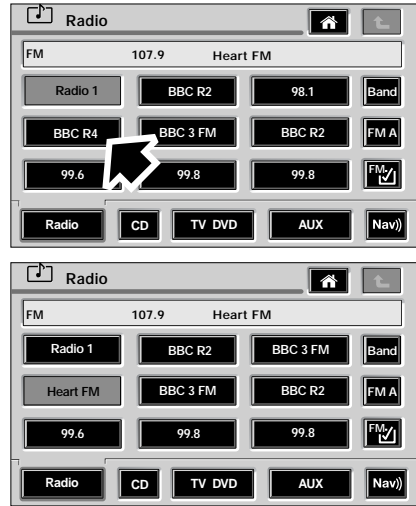 Radio
FM 107.9 Heart FM
Radio 1 BBC R2 98.1 Band
BBC R4 BBC 3 FM BBC R2 FM A
99.6 99.8 99.8 FM
Radio CD TV DVD AUX Nav))
Radio
FM 107.9 Heart FM
Radio 1 BBC R2 BBC 3 FM Band
Heart FM BBC 3 FM BBC R2 FM A
99.6 99.8 99.8 FM
Radio CD TV DVD AUX Nav))